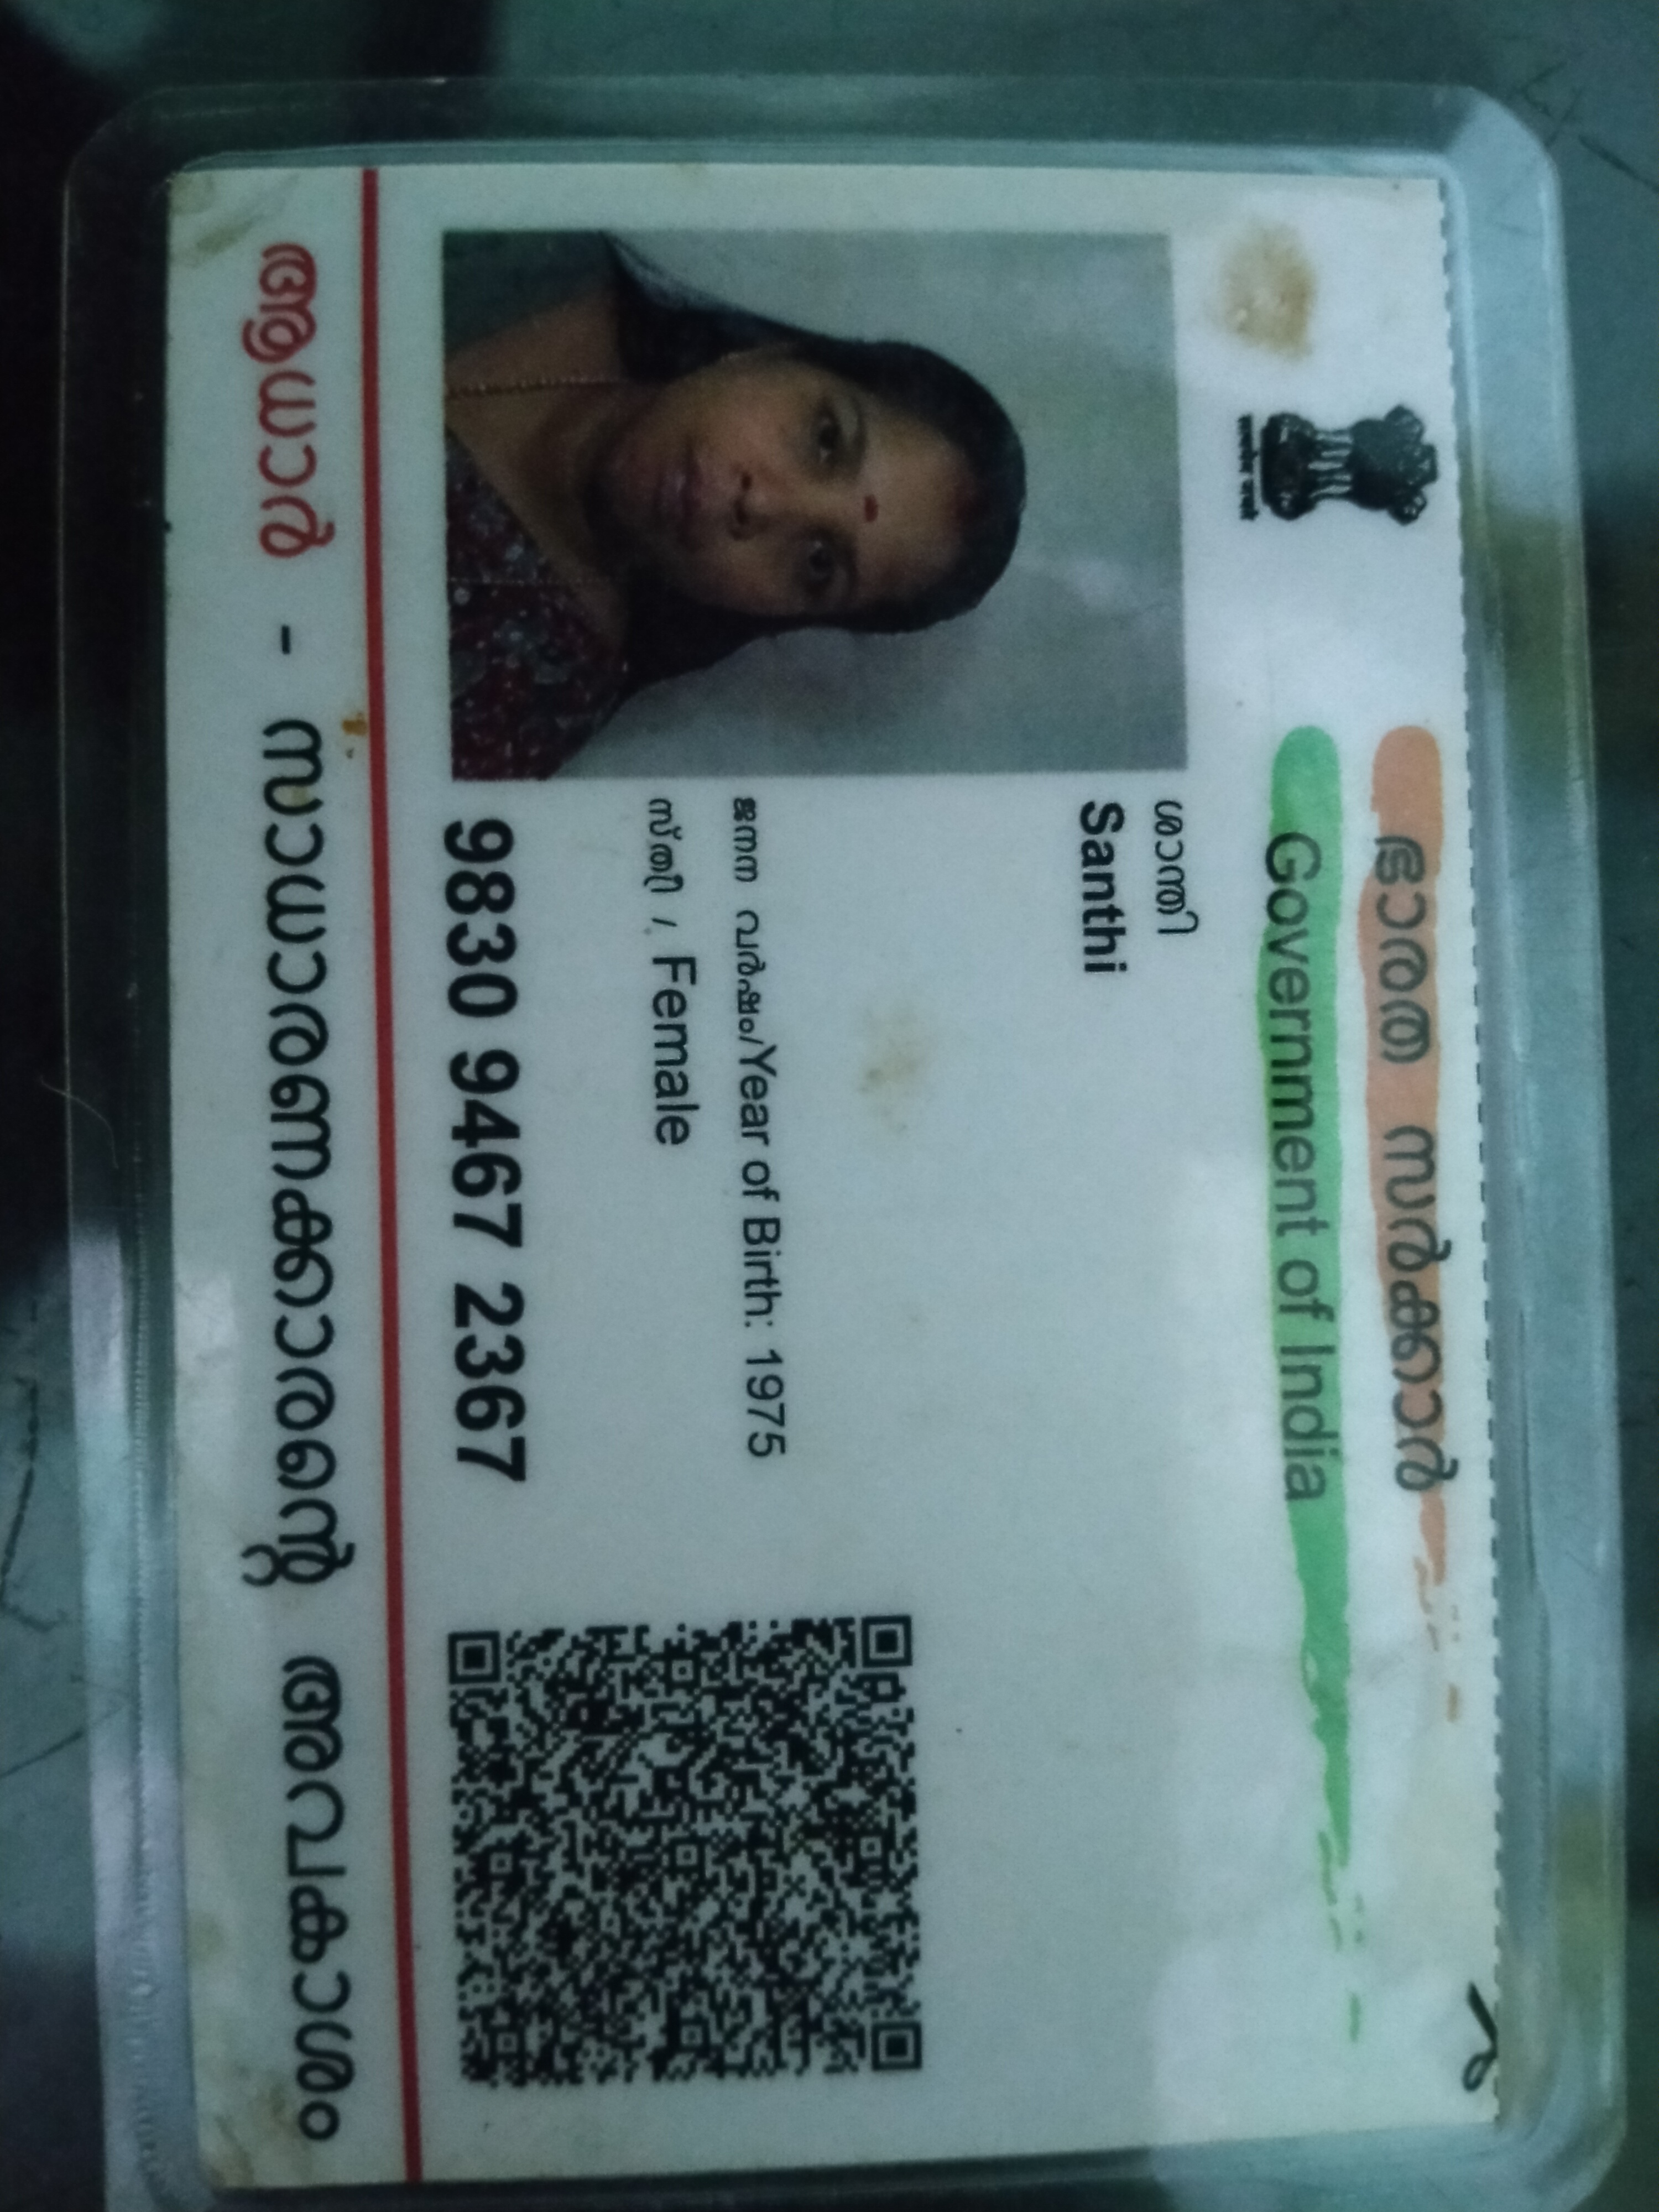 ഭാരത സർക്കാർ
Government of India
ശാന്തി
Santhi
ജനന വർഷം/Year of Birth: 1975
സ്ത്രീ / Female
9830 9467 2367
ആധാർ - സാധാരണക്കാരന്റെ അവകാശം